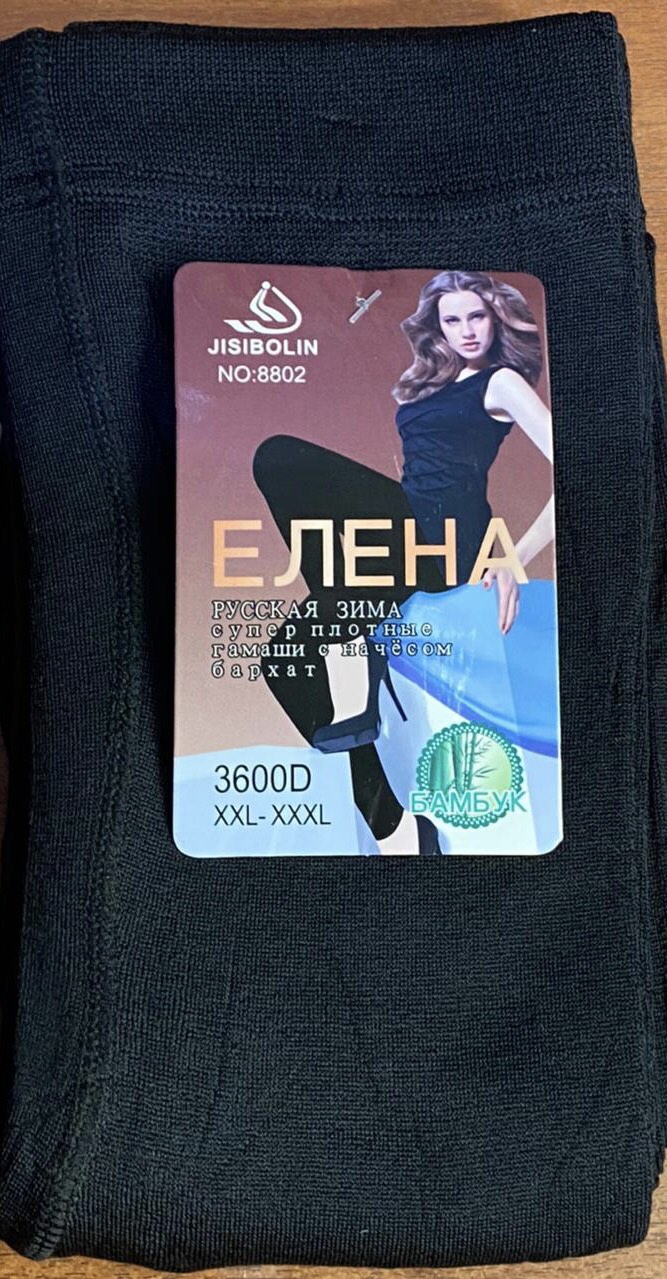 JISIBOLIN
NO:8802
ЕЛЕНА
РУССКАЯ ЗИМА
супер плотные
гамаши с начёсом
бархат
3600D
XXL-XXXL
БАМБУК